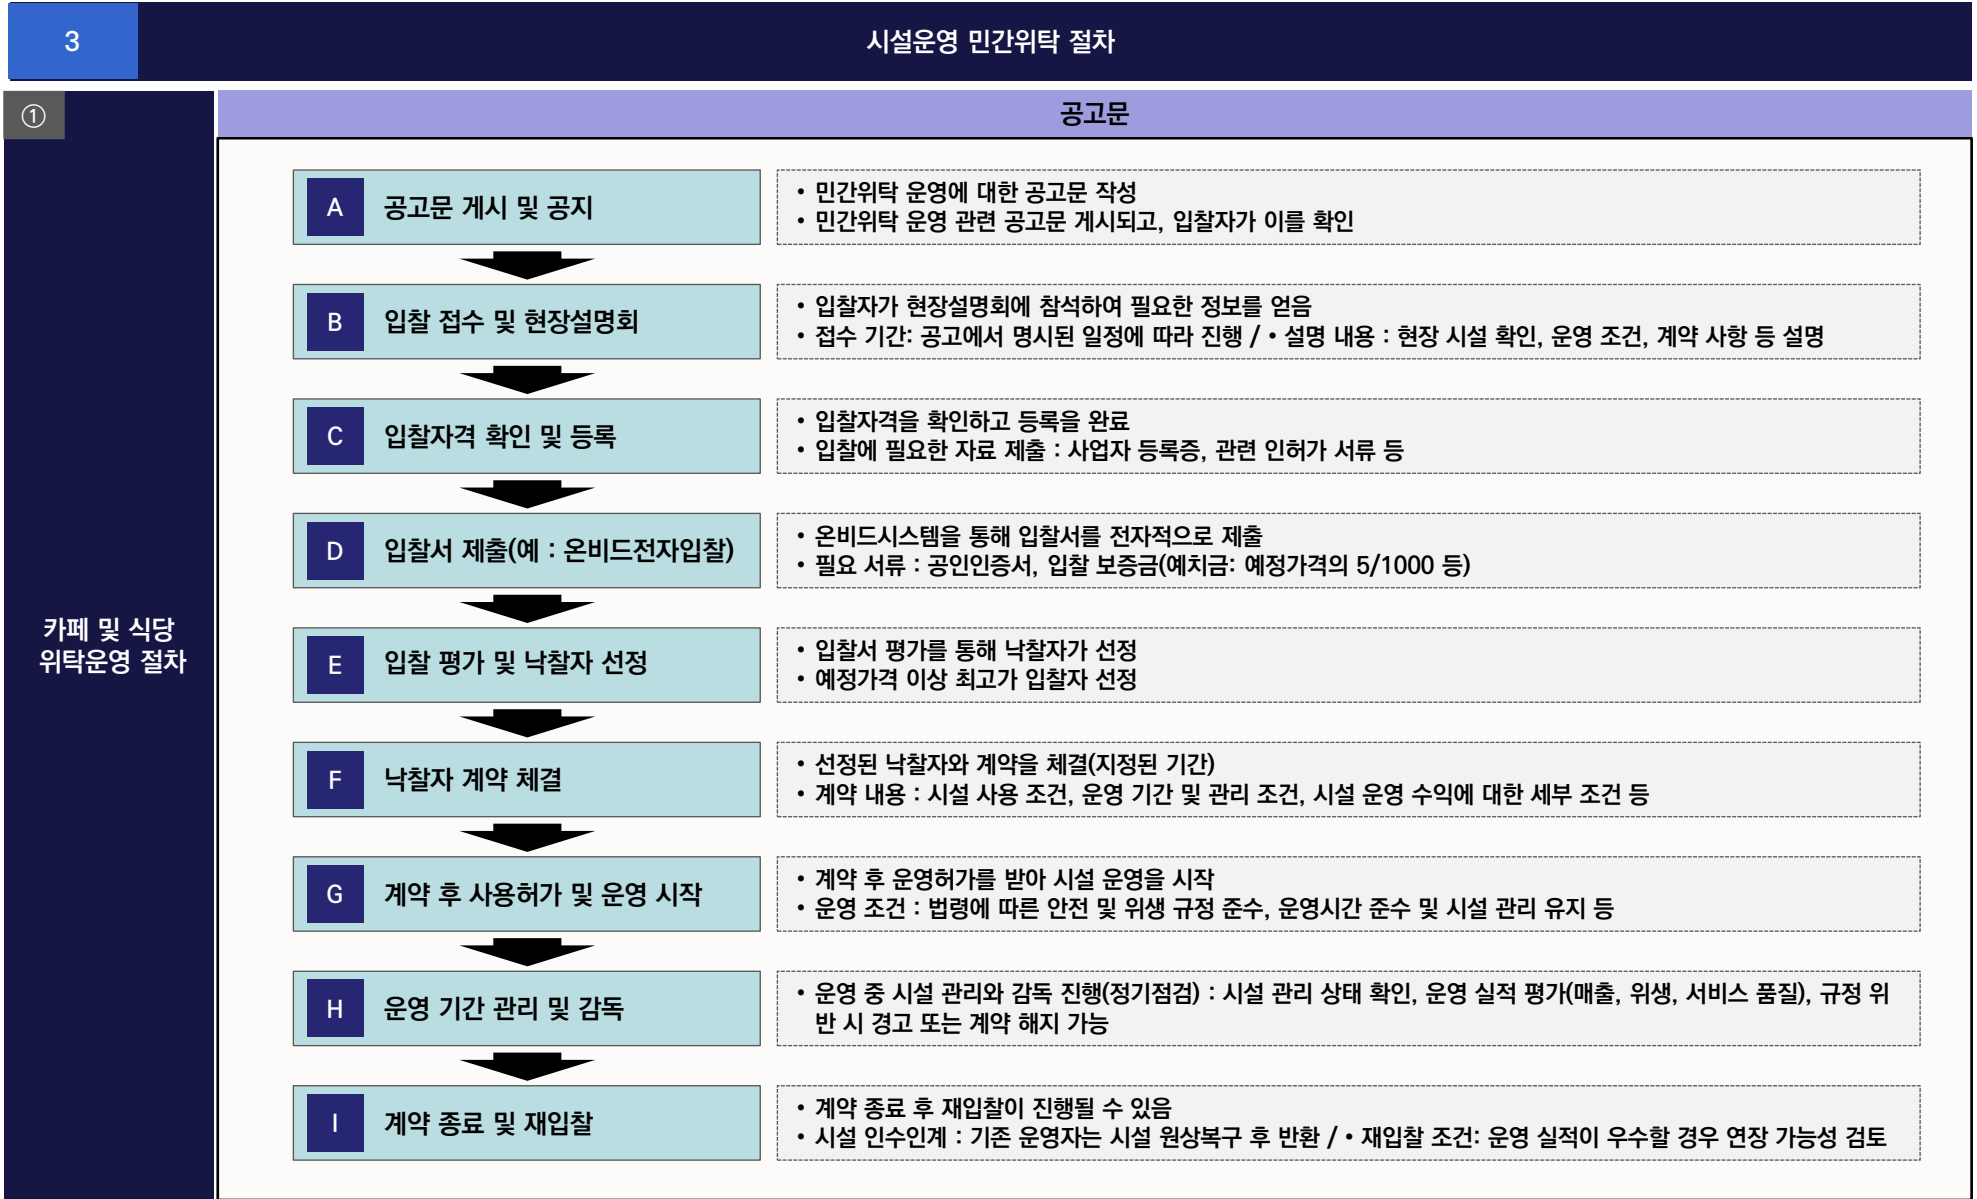 3
시설운영 민간위탁 절차
①
공고문
카페 및 식당
위탁운영 절차
A
공고문 게시 및 공지
• 민간위탁 운영에 대한 공고문 작성
• 민간위탁 운영 관련 공고문 게시되고, 입찰자가 이를 확인
B
입찰 접수 및 현장설명회
• 입찰자가 현장설명회에 참석하여 필요한 정보를 얻음
• 접수 기간: 공고에서 명시된 일정에 따라 진행 / • 설명 내용 : 현장 시설 확인, 운영 조건, 계약 사항 등 설명
C
입찰자격 확인 및 등록
• 입찰자격을 확인하고 등록을 완료
• 입찰에 필요한 자료 제출 : 사업자 등록증, 관련 인허가 서류 등
D
입찰서 제출(예 : 온비드전자입찰)
• 온비드시스템을 통해 입찰서를 전자적으로 제출
• 필요 서류 : 공인인증서, 입찰 보증금(예치금: 예정가격의 5/1000 등)
E
입찰 평가 및 낙찰자 선정
• 입찰서 평가를 통해 낙찰자가 선정
• 예정가격 이상 최고가 입찰자 선정
F
낙찰자 계약 체결
• 선정된 낙찰자와 계약을 체결(지정된 기간)
• 계약 내용 : 시설 사용 조건, 운영 기간 및 관리 조건, 시설 운영 수익에 대한 세부 조건 등
G
계약 후 사용허가 및 운영 시작
• 계약 후 운영허가를 받아 시설 운영을 시작
• 운영 조건 : 법령에 따른 안전 및 위생 규정 준수, 운영시간 준수 및 시설 관리 유지 등
H
운영 기간 관리 및 감독
• 운영 중 시설 관리와 감독 진행(정기점검) : 시설 관리 상태 확인, 운영 실적 평가(매출, 위생, 서비스 품질), 규정 위
반 시 경고 또는 계약 해지 가능
I
계약 종료 및 재입찰
• 계약 종료 후 재입찰이 진행될 수 있음
• 시설 인수인계 : 기존 운영자는 시설 원상복구 후 반환 / • 재입찰 조건: 운영 실적이 우수할 경우 연장 가능성 검토